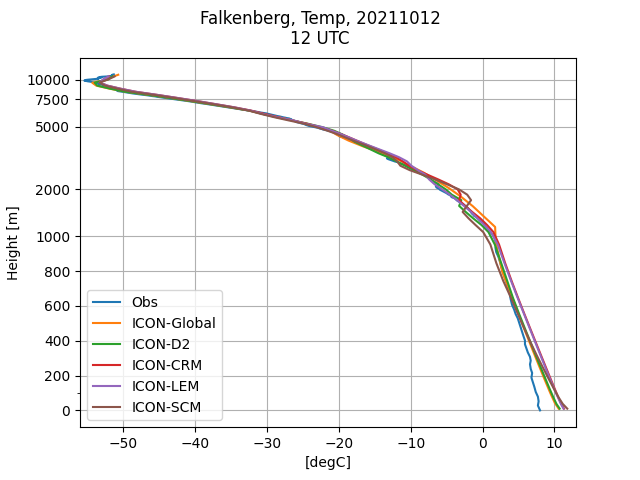 Falkenberg, Temp, 20211012
12 UTC
Height [m]
10000
7500
5000
2000
1000
800
600
400
200
0
Obs
ICON-Global
ICON-D2
ICON-CRM
ICON-LEM
ICON-SCM
−50 −40 −30 −20 −10 0 10
[degC]